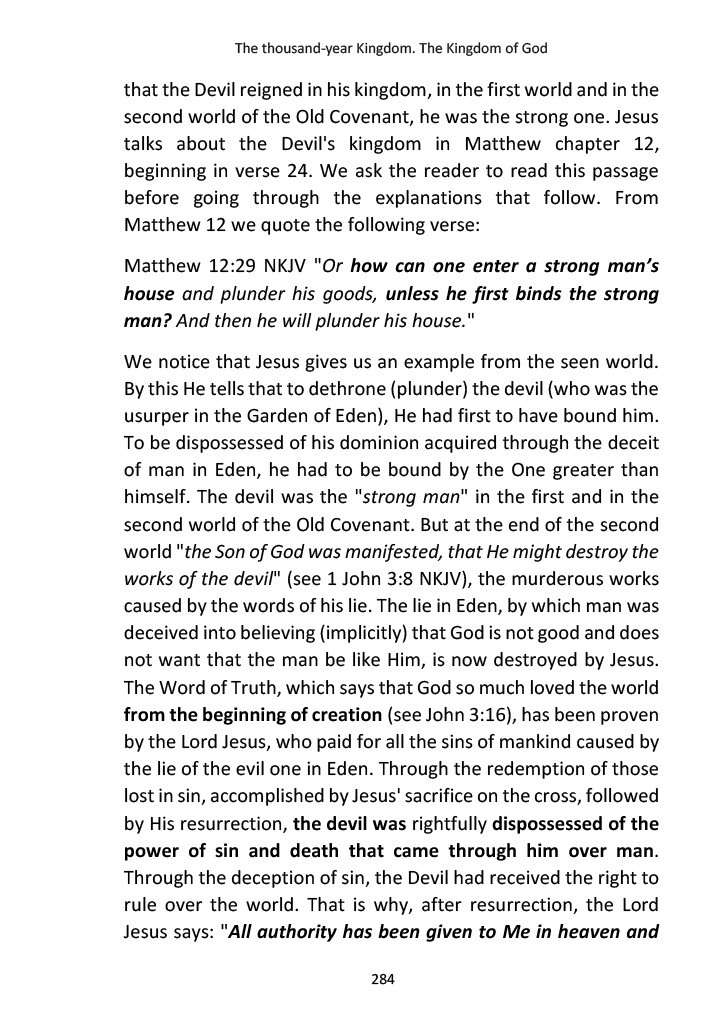 The thousand-year Kingdom. The Kingdom of God
that the Devil reigned in his kingdom, in the first world and in the
second world of the Old Covenant, he was the strong one. Jesus
talks about the Devil's kingdom in Matthew chapter 12,
beginning in verse 24. We ask the reader to read this passage
before going through the explanations that follow. From
Matthew 12 we quote the following verse:
Matthew 12:29 NKJV "Or how can one enter a strong man’s
house and plunder his goods, unless he first binds the strong
man? And then he will plunder his house."
We notice that Jesus gives us an example from the seen world.
By this He tells that to dethrone (plunder) the devil (who was the
usurper in the Garden of Eden), He had first to have bound him.
To be dispossessed of his dominion acquired through the deceit
of man in Eden, he had to be bound by the One greater than
himself. The devil was the "strong man" in the first and in the
second world of the Old Covenant. But at the end of the second
world "the Son of God was manifested, that He might destroy the
works of the devil" (see 1 John 3:8 NKJV), the murderous works
caused by the words of his lie. The lie in Eden, by which man was
deceived into believing (implicitly) that God is not good and does
not want that the man be like Him, is now destroyed by Jesus.
The Word of Truth, which says that God so much loved the world
from the beginning of creation (see John 3:16), has been proven
by the Lord Jesus, who paid for all the sins of mankind caused by
the lie of the evil one in Eden. Through the redemption of those
lost in sin, accomplished by Jesus' sacrifice on the cross, followed
by His resurrection, the devil was rightfully dispossessed of the
power of sin and death that came through him over man.
Through the deception of sin, the Devil had received the right to
rule over the world. That is why, after resurrection, the Lord
Jesus says: "All authority has been given to Me in heaven and
284